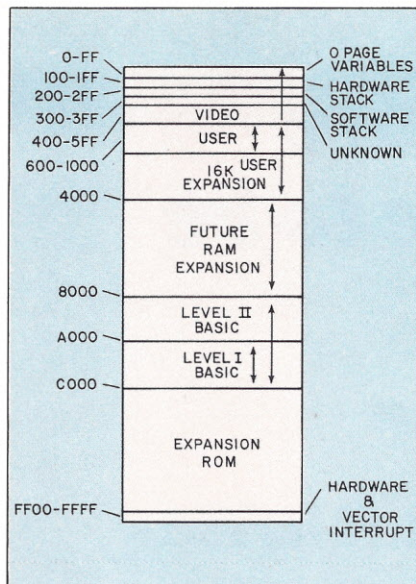 0-FF
100-1FF
200-2FF
300-3FF
400-5FF
600-1000
4000
8000
A000
C000
FF00-FFFF
VIDEO
USER
USER
16K
EXPANSION
FUTURE
RAM
EXPANSION
LEVEL II
BASIC
LEVEL I
BASIC
EXPANSION
ROM
0 PAGE
VARIABLES
HARDWARE
STACK
SOFTWARE
STACK
UNKNOWN
HARDWARE
&
VECTOR
INTERRUPT